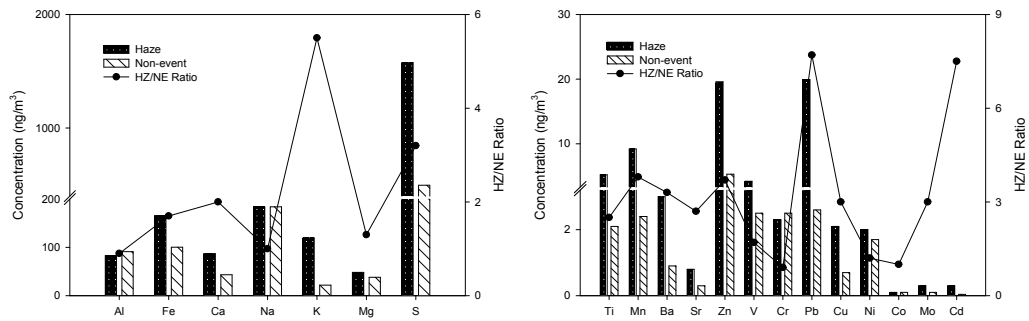 2000
1000
200
100
0
Concentration (ng/m³)
Haze
Non-event
HZ/NE Ratio
6
4
2
0
HZ/NE Ratio
Al Fe Ca Na K Mg S
30
20
10
2
0
Concentration (ng/m³)
Haze
Non-event
HZ/NE Ratio
9
6
3
0
HZ/NE Ratio
Ti Mn Ba Sr Zn V Cr Pb Cu Ni Co Mo Cd